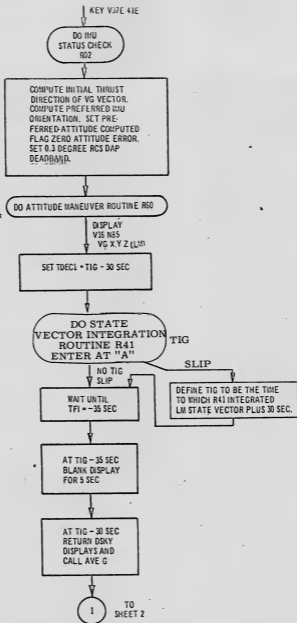 KEY V37E 41E
DO IMU
STATUS CHECK
R02
COMPUTE INITIAL THRUST
DIRECTION OF VG VECTOR.
COMPUTE PREFERRED IMU
ORIENTATION. SET PRE-
FERRED-ATTITUDE COMPUTED
FLAG ZERO ATTITUDE ERROR.
SET 0.3 DEGREE RCS DAP
DEADBAND.
DO ATTITUDE MANEUVER ROUTINE R60
DISPLAY
V16 N85
VG X,Y,Z (LM)
SET TDEC1 = TIG - 30 SEC
DO STATE
VECTOR INTEGRATION
ROUTINE R41
ENTER AT "A"
TIG
SLIP
NO TIG
SLIP
WAIT UNTIL
TFI = -35 SEC
DEFINE TIG TO BE THE TIME
TO WHICH R41 INTEGRATED
LM STATE VECTOR PLUS 30 SEC.
AT TIG - 35 SEC
BLANK DISPLAY
FOR 5 SEC
AT TIG - 30 SEC
RETURN DSKY
DISPLAYS AND
CALL AVE G
1
TO
SHEET 2